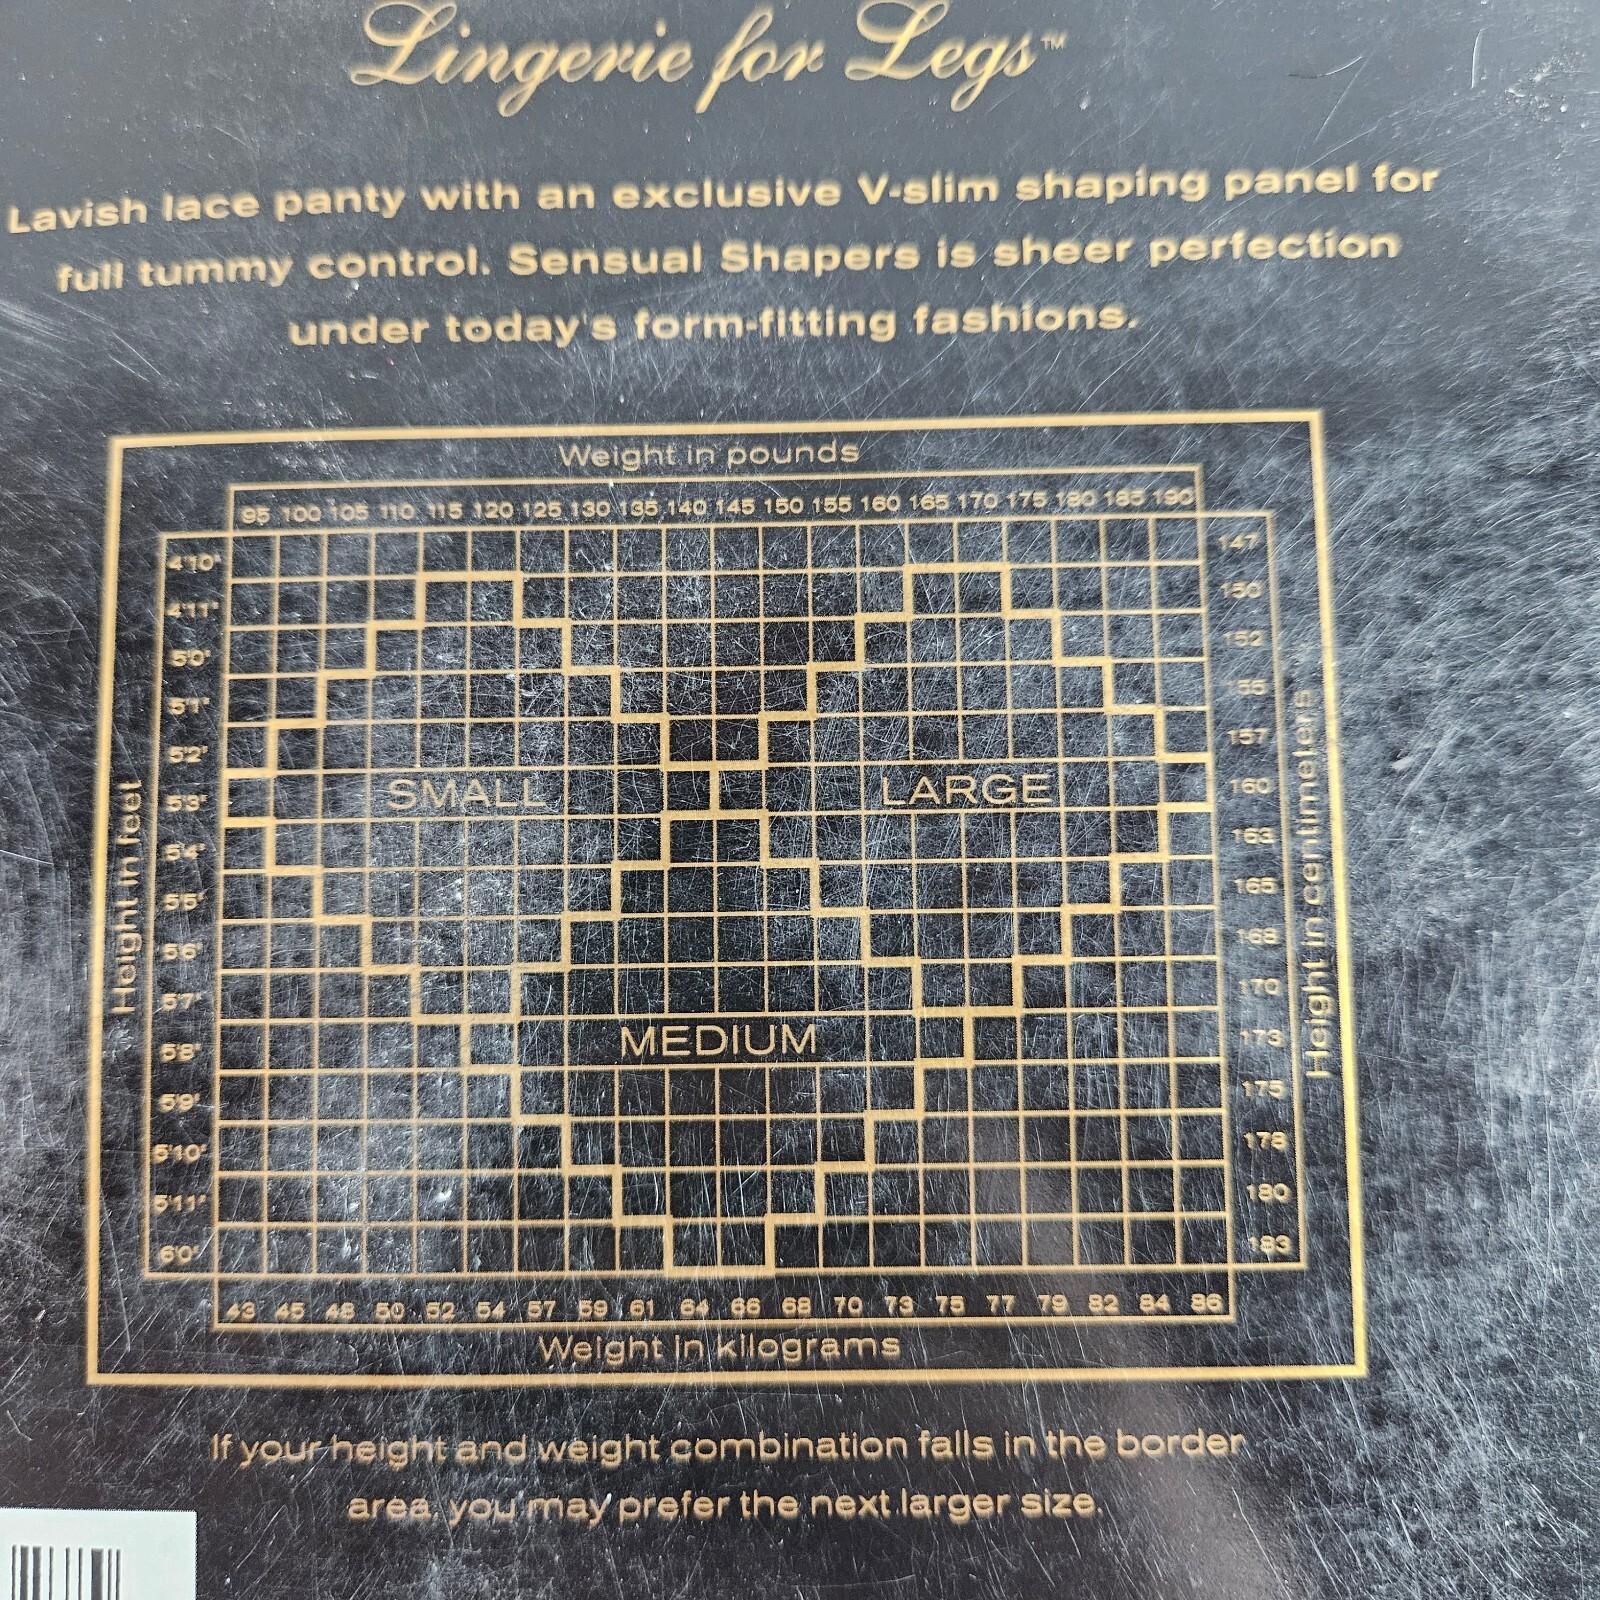 Lingerie for Legs™
Lavish lace panty with an exclusive V-slim shaping panel for
full tummy control. Sensual Shapers is sheer perfection
under today's form-fitting fashions.
Weight in pounds
95 100 105 110 115 120 125 130 135 140 145 150 155 160 165 170 175 180 185 190
4'10" 147
4'11" 150
5'0" 152
5'1" 155
5'2" 157
5'3" SMALL LARGE 160
5'4" 163
5'5" 165
5'6" 168
5'7" 170
5'8" MEDIUM 173
5'9" 175
5'10" 178
5'11" 180
6'0" 183
Height in feet
Height in centimeters
43 45 48 50 52 54 57 59 61 64 66 68 70 73 75 77 79 82 84 86
Weight in kilograms
If your height and weight combination falls in the border
area, you may prefer the next larger size.